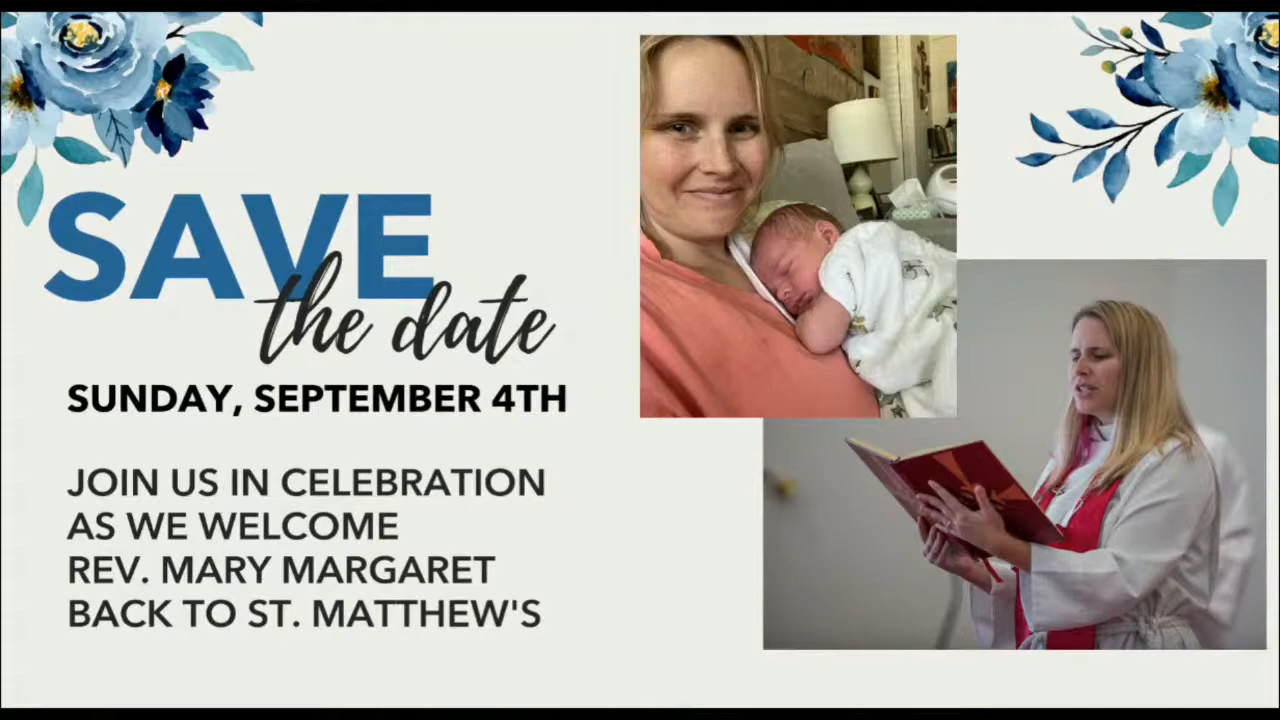 SAVE
the date
SUNDAY, SEPTEMBER 4TH
JOIN US IN CELEBRATION
AS WE WELCOME
REV. MARY MARGARET
BACK TO ST. MATTHEW'S